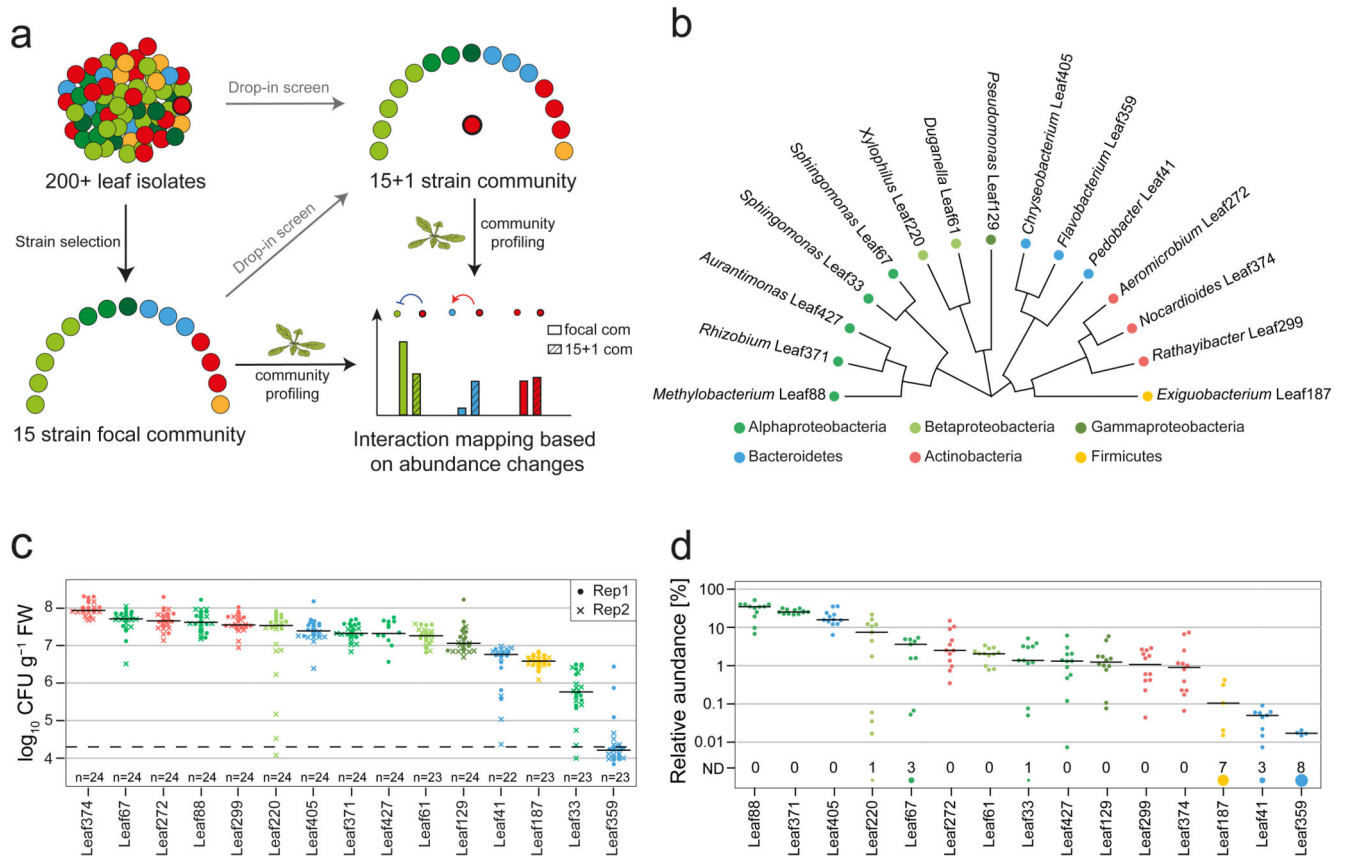 a
200+ leaf isolates
Drop-in screen
15+1 strain community
Strain selection
Drop-in screen
community
profiling
15 strain focal community
community
profiling
focal com
15+1 com
Interaction mapping based
on abundance changes
b
Methylobacterium Leaf88
Rhizobium Leaf371
Aurantimonas Leaf427
Sphingomonas Leaf33
Sphingomonas Leaf67
Xylophilus Leaf220
Duganella Leaf61
Pseudomonas Leaf129
Chryseobacterium Leaf405
Flavobacterium Leaf359
Pedobacter Leaf41
Aeromicrobium Leaf272
Nocardioides Leaf374
Rathayibacter Leaf299
Exiguobacterium Leaf187
Alphaproteobacteria Betaproteobacteria Gammaproteobacteria
Bacteroidetes Actinobacteria Firmicutes
c
log10 CFU g−1 FW
8
7
6
5
4
Rep1
Rep2
n=24 n=24 n=24 n=24 n=24 n=24 n=24 n=24 n=24 n=23 n=24 n=22 n=23 n=23 n=23
Leaf374 Leaf67 Leaf272 Leaf88 Leaf299 Leaf220 Leaf405 Leaf371 Leaf427 Leaf61 Leaf129 Leaf41 Leaf187 Leaf33 Leaf359
d
Relative aundance [%]
100
10
1
0.1
0.01
ND 0 0 0 1 3 0 0 1 0 0 0 0 7 3 8
Leaf88 Leaf371 Leaf405 Leaf220 Leaf67 Leaf272 Leaf61 Leaf33 Leaf427 Leaf129 Leaf299 Leaf374 Leaf187 Leaf41 Leaf359